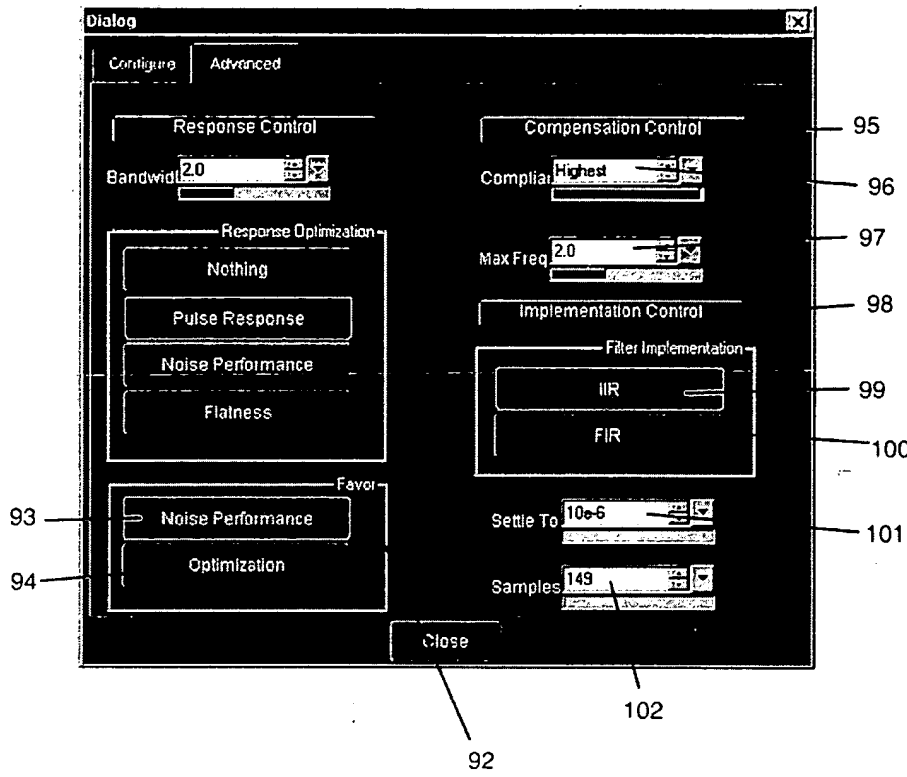 Dialog
Configure Advanced
Response Control
Bandwidt 2.0
Response Optimization
Nothing
Pulse Response
Noise Performance
Flatness
Favor
Noise Performance
Optimization
Compensation Control
Complian Highest
Max Freq. 2.0
Implementation Control
Filter Implementation
IIR
FIR
Settle To 10e-6
Samples 149
Close
93
94
95
96
97
98
99
100
101
102
92